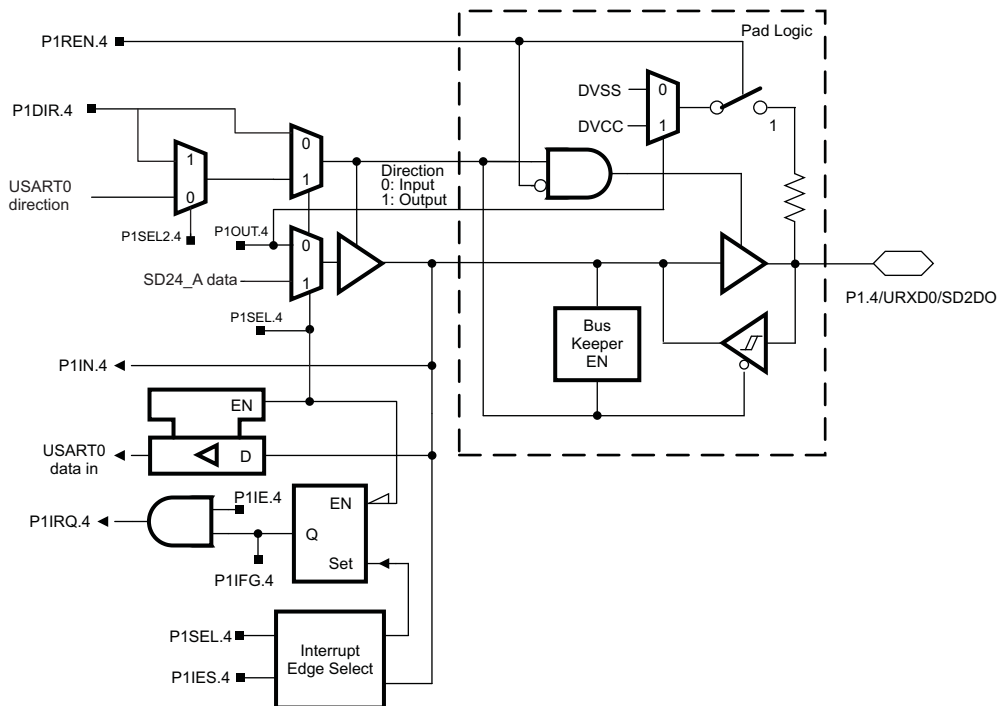 Pad Logic
P1REN.4
DVSS
0
DVCC
1
1
P1DIR.4
0
1
1
0
USART0
direction
P1SEL2.4
Direction
0: Input
1: Output
P1OUT.4
0
SD24_A data
1
P1SEL.4
P1.4/URXD0/SD2DO
Bus
Keeper
EN
P1IN.4
EN
USART0
data in
D
P1IE.4
P1IRQ.4
EN
Q
Set
P1IFG.4
P1SEL.4
Interrupt
Edge Select
P1IES.4